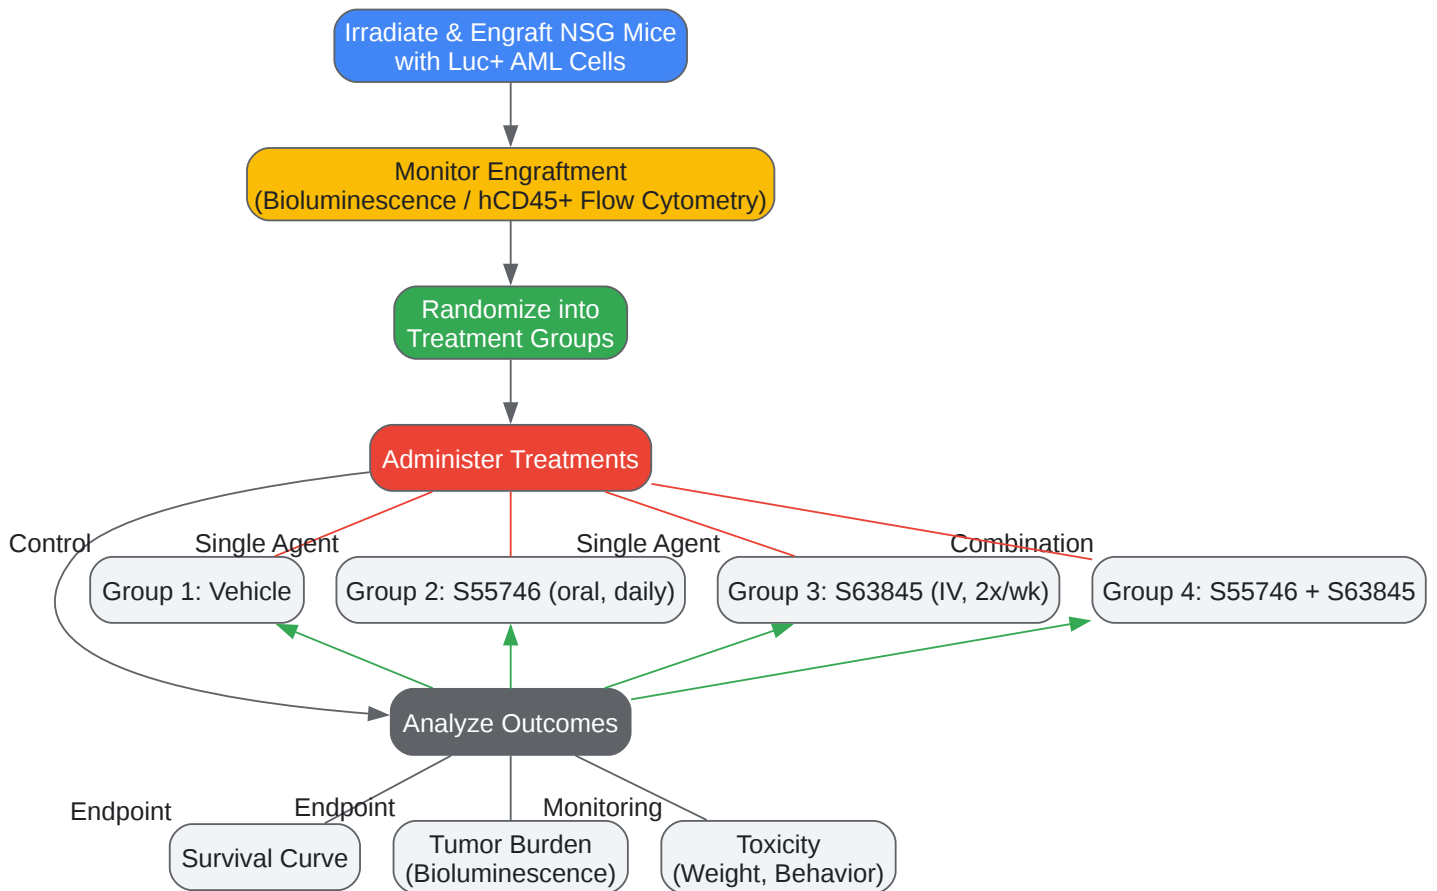 Irradiate & Engraft NSG Mice
with Luc+ AML Cells
Monitor Engraftment
(Bioluminescence / hCD45+ Flow Cytometry)
Randomize into
Treatment Groups
Administer Treatments
Control
Single Agent
Single Agent
Combination
Group 1: Vehicle
Group 2: S55746 (oral, daily)
Group 3: S63845 (IV, 2x/wk)
Group 4: S55746 + S63845
Analyze Outcomes
Endpoint
Endpoint
Monitoring
Survival Curve
Tumor Burden
(Bioluminescence)
Toxicity
(Weight, Behavior)